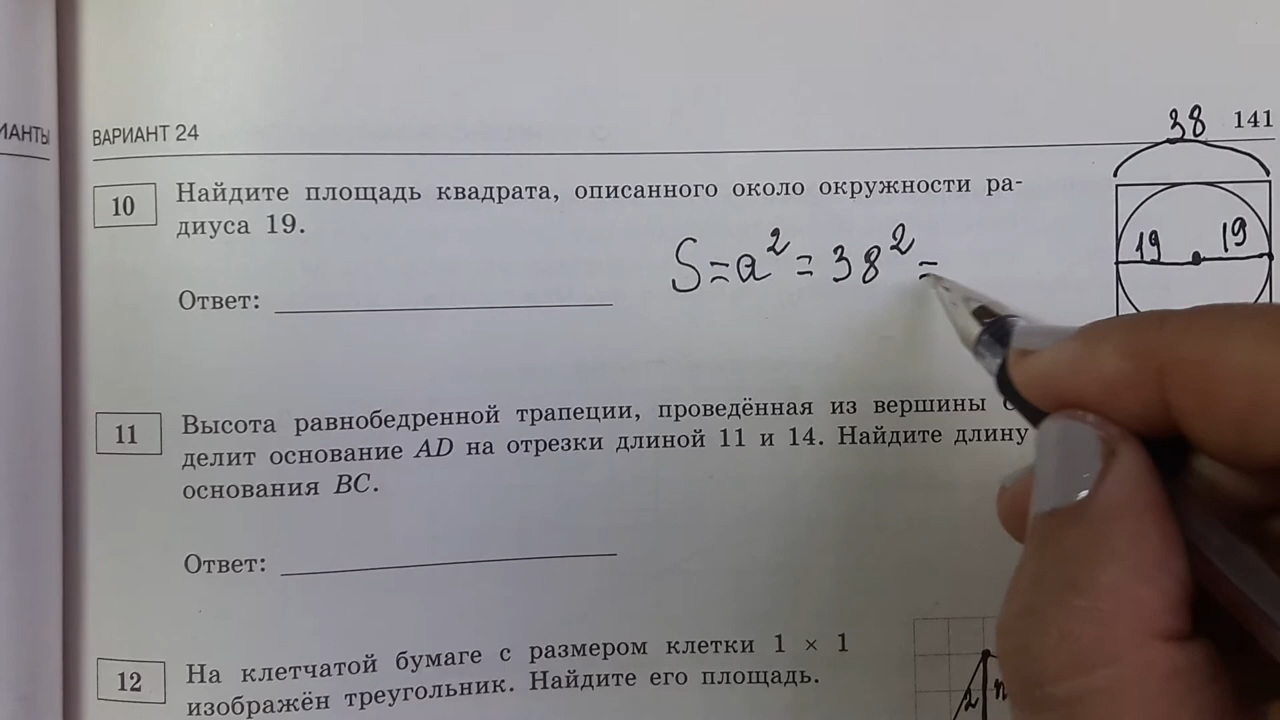 ИАНТЫ
ВАРИАНТ 24
38
141
10
Найдите площадь квадрата, описанного около окружности ра-
диуса 19.
S=a²=38²=
19 19
Ответ:
11
Высота равнобедренной трапеции, проведённая из вершины
делит основание AD на отрезки длиной 11 и 14. Найдите длину
основания BC.
Ответ:
12
На клетчатой бумаге с размером клетки 1 × 1
изображён треугольник. Найдите его площадь.
2